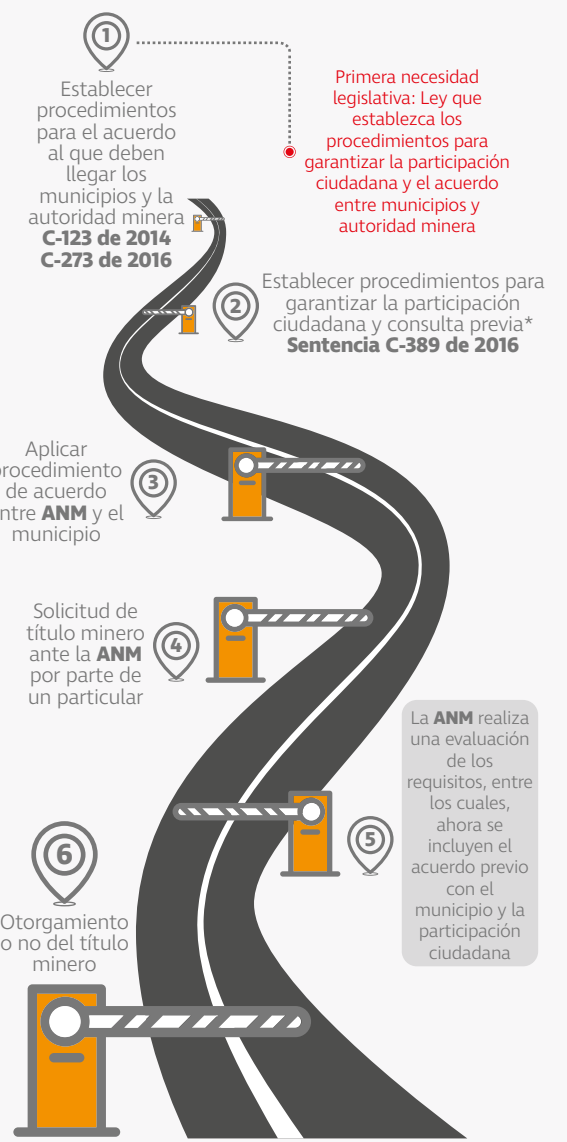 1
Establecer
procedimientos
para el acuerdo
al que deben
llegar los
municipios y la
autoridad minera
C-123 de 2014
C-273 de 2016
Primera necesidad
legislativa: Ley que
establezca los
procedimientos para
garantizar la participación
ciudadana y el acuerdo
entre municipios y
autoridad minera
2
Establecer procedimientos para
garantizar la participación
ciudadana y consulta previa*
Sentencia C-389 de 2016
3
Aplicar
procedimiento
de acuerdo
entre ANM y el
municipio
4
Solicitud de
título minero
ante la ANM
por parte de
un particular
5
La ANM realiza
una evaluación
de los
requisitos, entre
los cuales,
ahora se
incluyen el
acuerdo previo
con el
municipio y la
participación
ciudadana
6
Otorgamiento
o no del título
minero